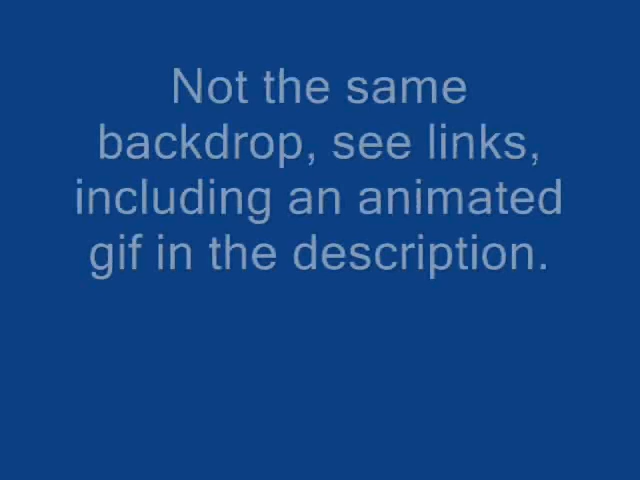 Not the same
backdrop, see links,
including an animated
gif in the description.